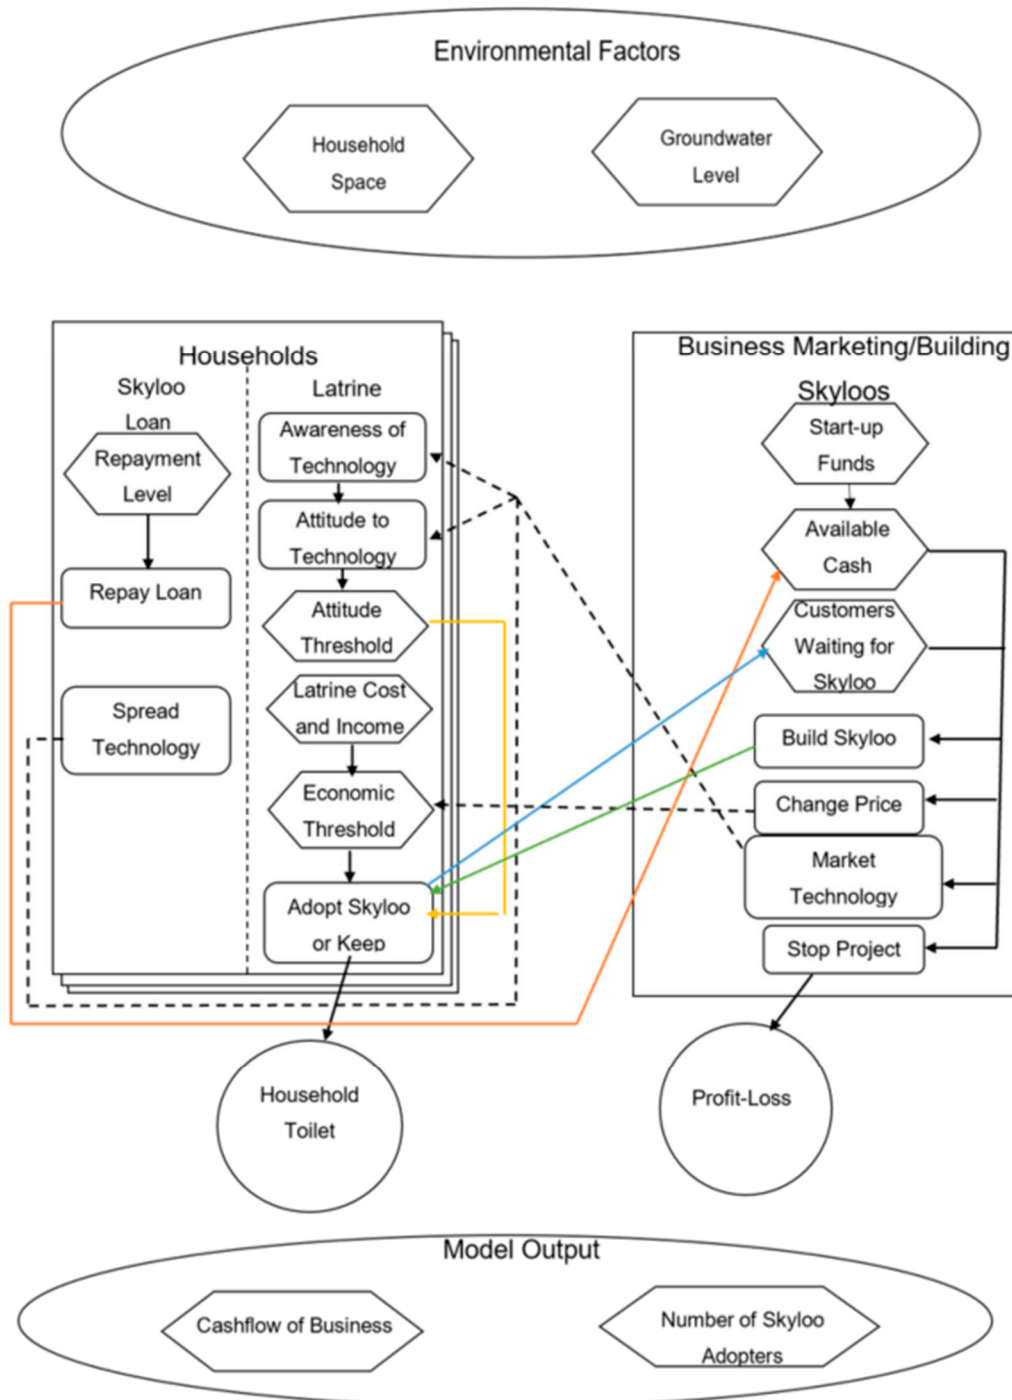 Environmental Factors
Household
Space
Groundwater
Level
Households
Skyloo
Loan
Repayment
Level
Repay Loan
Spread
Technology
Latrine
Awareness of
Technology
Attitude to
Technology
Attitude
Threshold
Latrine Cost
and Income
Economic
Threshold
Adopt Skyloo
or Keep
Business Marketing/Building
Skyloos
Start-up
Funds
Available
Cash
Customers
Waiting for
Skyloo
Build Skyloo
Change Price
Market
Technology
Stop Project
Household
Toilet
Profit-Loss
Model Output
Cashflow of Business
Number of Skyloo
Adopters